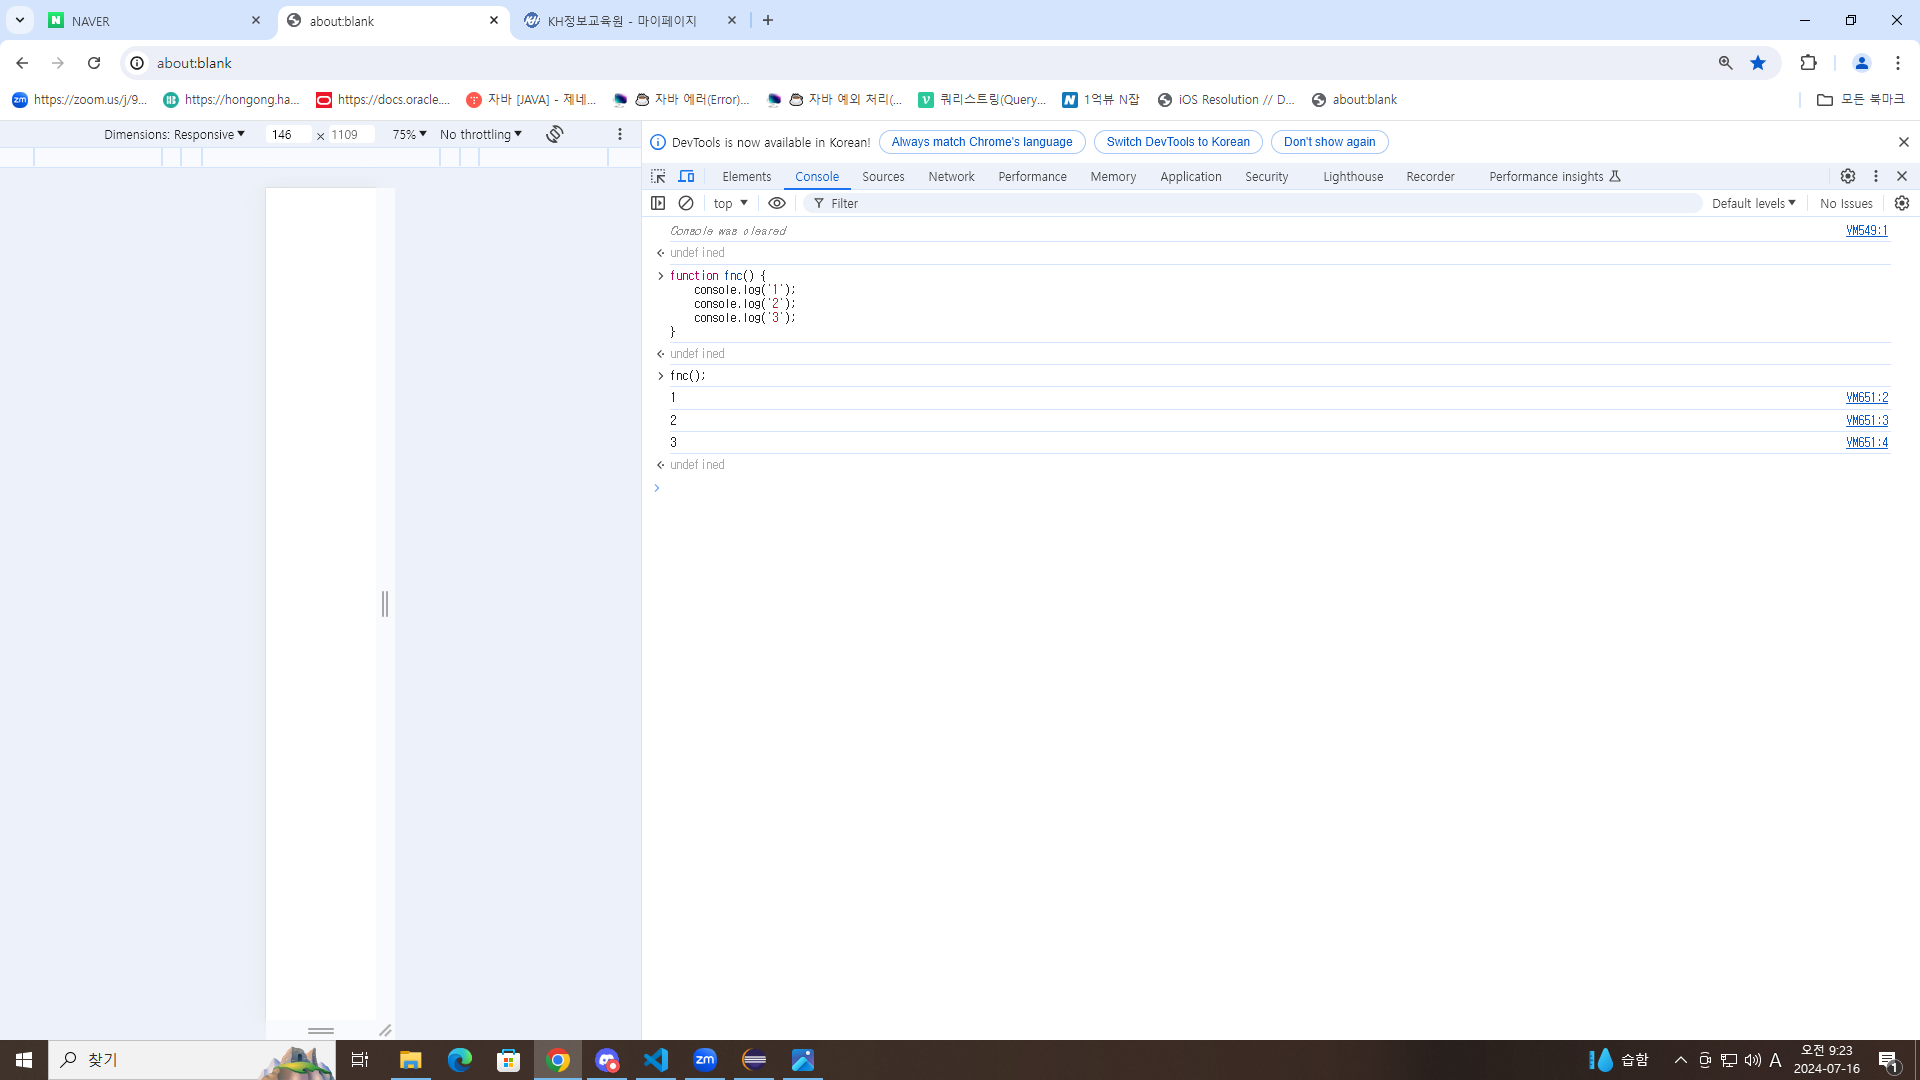 NAVER
about:blank
KH정보교육원 - 마이페이지
about:blank
https://zoom.us/j/9...
https://hongong.ha...
https://docs.oracle....
자바 [JAVA] - 제네...
자바 에러(Error)...
자바 예외 처리(...
쿼리스트링(Query...
1억뷰 N잡
iOS Resolution // D...
about:blank
모든 북마크
Dimensions: Responsive
146 × 1109
75%
No throttling
DevTools is now available in Korean!
Always match Chrome's language
Switch DevTools to Korean
Don't show again
Elements
Console
Sources
Network
Performance
Memory
Application
Security
Lighthouse
Recorder
Performance insights
top
Filter
Default levels
No Issues
Console was cleared
VM549:1
undefined
function fnc() {
console.log('1');
console.log('2');
console.log('3');
}
undefined
fnc();
1
VM651:2
2
VM651:3
3
VM651:4
undefined
찾기
zm
습함
A
오전 9:23
2024-07-16
1